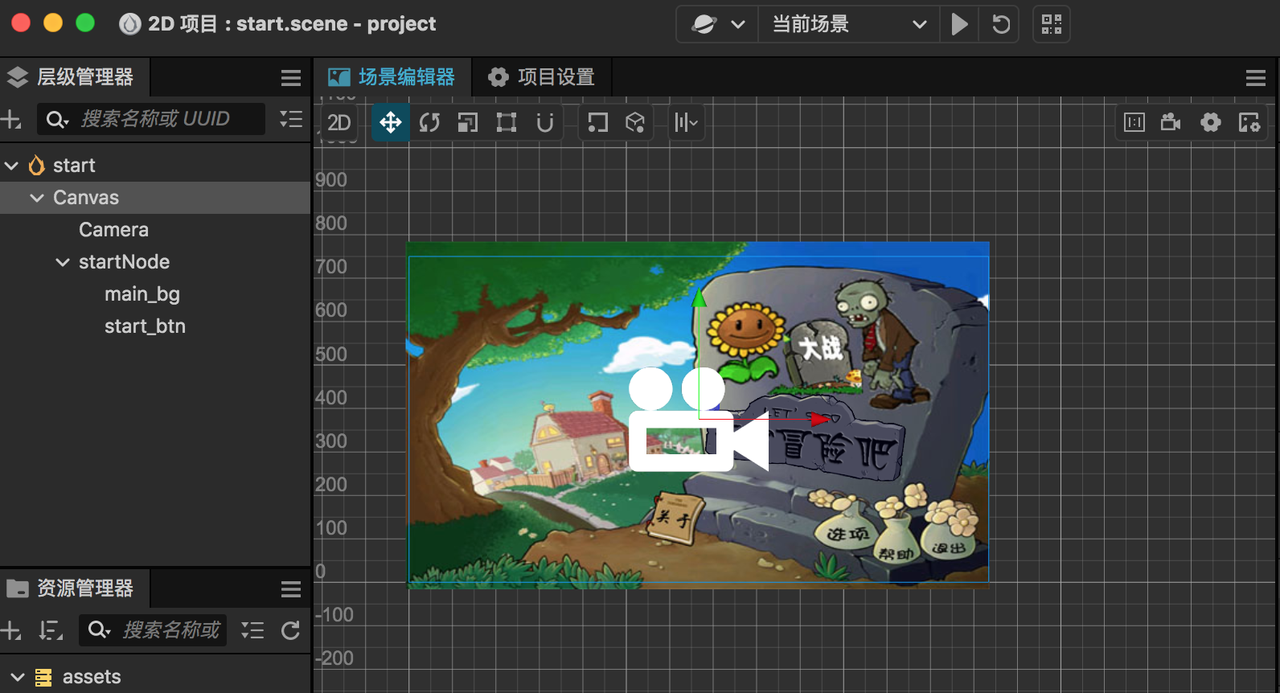 2D 项目 : start.scene - project
当前场景
层级管理器
搜索名称或 UUID
start
Canvas
Camera
startNode
main_bg
start_btn
资源管理器
搜索名称或
assets
场景编辑器
项目设置
2D
900
800
700
600
500
400
300
200
100
0
-100
-200
大战
冒险吧
关于
选项
帮助
退出